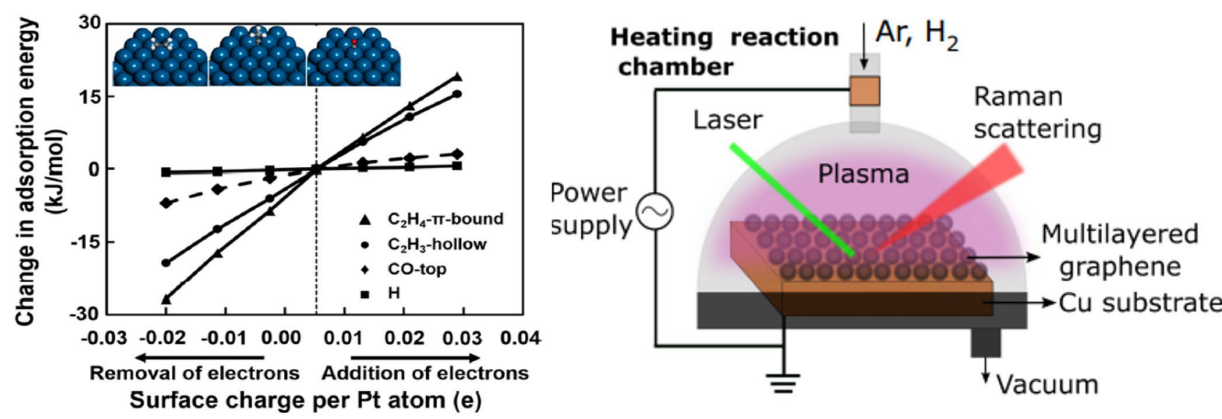 30
15
0
-15
-30
Change in adsorption energy
(kJ/mol)
C₂H₄-π-bound
C₂H₃-hollow
CO-top
H
-0.03 -0.02 -0.01 -0.00 0.00 0.02 0.03 0.04
Removal of electrons Addition of electrons
Surface charge per Pt atom (e)
Ar, H₂
Heating reaction
chamber
Raman
scattering
Laser
Plasma
Power
supply
Multilayered
graphene
Cu substrate
Vacuum